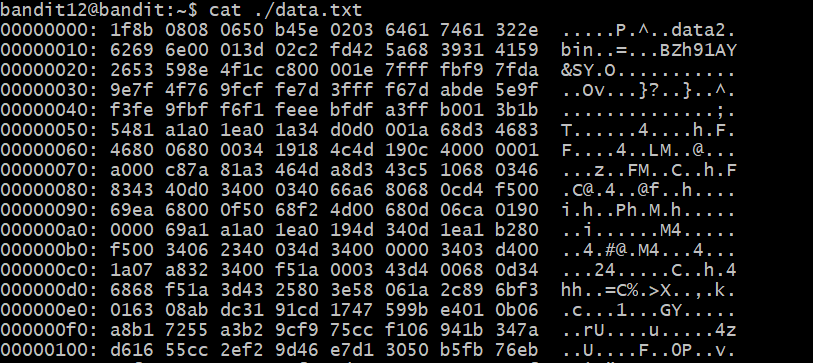 bandit12@bandit:~$ cat ./data.txt
00000000: 1f8b 0808 0650 b45e 0203 6461 7461 322e  .....P.^..data2.
00000010: 6269 6e00 013d 02c2 fd42 5a68 3931 4159  bin..=...BZh91AY
00000020: 2653 598e 4f1c c800 001e 7fff fbf9 7fda  &SY.O...........
00000030: 9e7f 4f76 9fcf fe7d 3fff f67d abde 5e9f  ..Ov...}?..}..^.
00000040: f3fe 9fbf f6f1 feee bfdf a3ff b001 3b1b  ..............;.
00000050: 5481 a1a0 1ea0 1a34 d0d0 001a 68d3 4683  T......4....h.F.
00000060: 4680 0680 0034 1918 4c4d 190c 4000 0001  F....4..LM..@...
00000070: a000 c87a 81a3 464d a8d3 43c5 1068 0346  ...z..FM..C..h.F
00000080: 8343 40d0 3400 0340 66a6 8068 0cd4 f500  .C@.4..@f..h....
00000090: 69ea 6800 0f50 68f2 4d00 680d 06ca 0190  i.h..Ph.M.h.....
000000a0: 0000 69a1 a1a0 1ea0 194d 340d 1ea1 b280  ..i......M4.....
000000b0: f500 3406 2340 034d 3400 0000 3403 d400  ..4.#@.M4...4...
000000c0: 1a07 a832 3400 f51a 0003 43d4 0068 0d34  ...24.....C..h.4
000000d0: 6868 f51a 3d43 2580 3e58 061a 2c89 6bf3  hh..=C%.>X..,.k.
000000e0: 0163 08ab dc31 91cd 1747 599b e401 0b06  .c...1...GY.....
000000f0: a8b1 7255 a3b2 9cf9 75cc f106 941b 347a  ..rU....u.....4z
00000100: d616 55cc 2ef2 9d46 e7d1 3050 b5fb 76eb  ..U....F..0P..v.